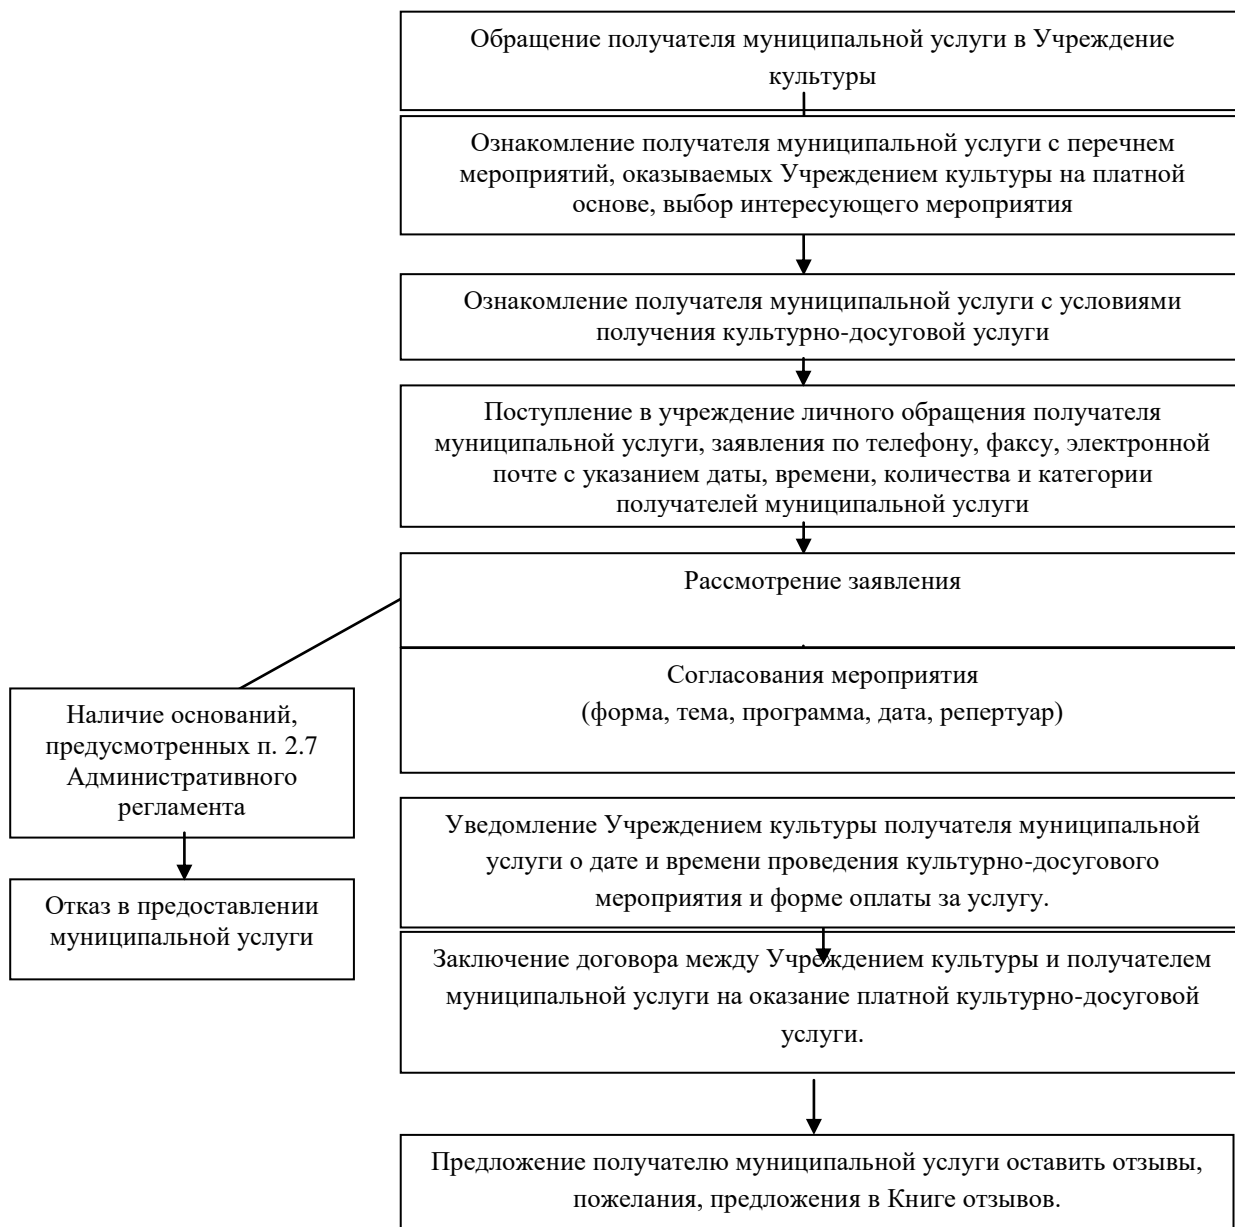 Обращение получателя муниципальной услуги в Учреждение
культуры
Ознакомление получателя муниципальной услуги с перечнем
мероприятий, оказываемых Учреждением культуры на платной
основе, выбор интересующего мероприятия
Ознакомление получателя муниципальной услуги с условиями
получения культурно-досуговой услуги
Поступление в учреждение личного обращения получателя
муниципальной услуги, заявления по телефону, факсу, электронной
почте с указанием даты, времени, количества и категории
получателей муниципальной услуги
Рассмотрение заявления
Согласования мероприятия
(форма, тема, программа, дата, репертуар)
Наличие оснований,
предусмотренных п. 2.7
Административного
регламента
Отказ в предоставлении
муниципальной услуги
Уведомление Учреждением культуры получателя муниципальной
услуги о дате и времени проведения культурно-досугового
мероприятия и форме оплаты за услугу.
Заключение договора между Учреждением культуры и получателем
муниципальной услуги на оказание платной культурно-досуговой
услуги.
Предложение получателю муниципальной услуги оставить отзывы,
пожелания, предложения в Книге отзывов.